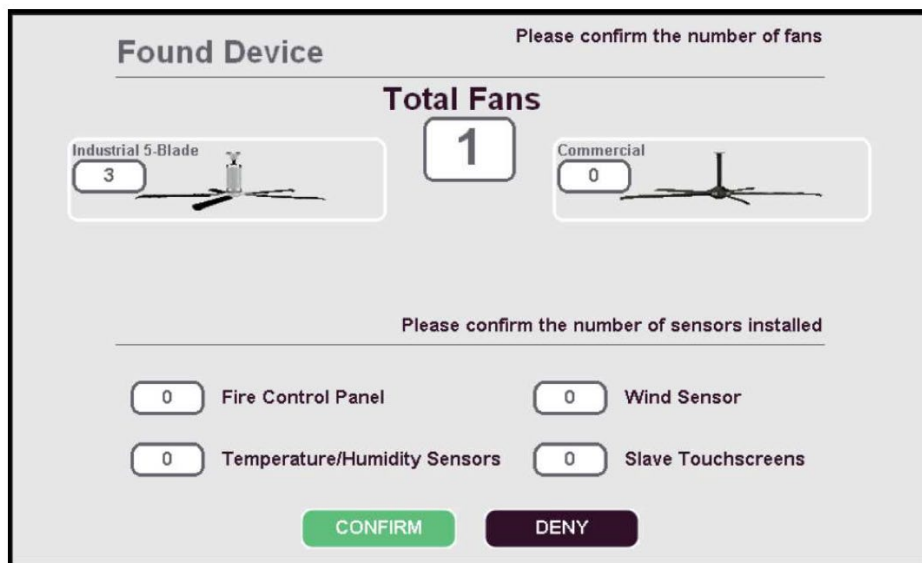 Found Device
Please confirm the number of fans
Total Fans
1
Industrial 5-Blade
3
Commercial
0
Please confirm the number of sensors installed
0 Fire Control Panel
0 Wind Sensor
0 Temperature/Humidity Sensors
0 Slave Touchscreens
CONFIRM
DENY